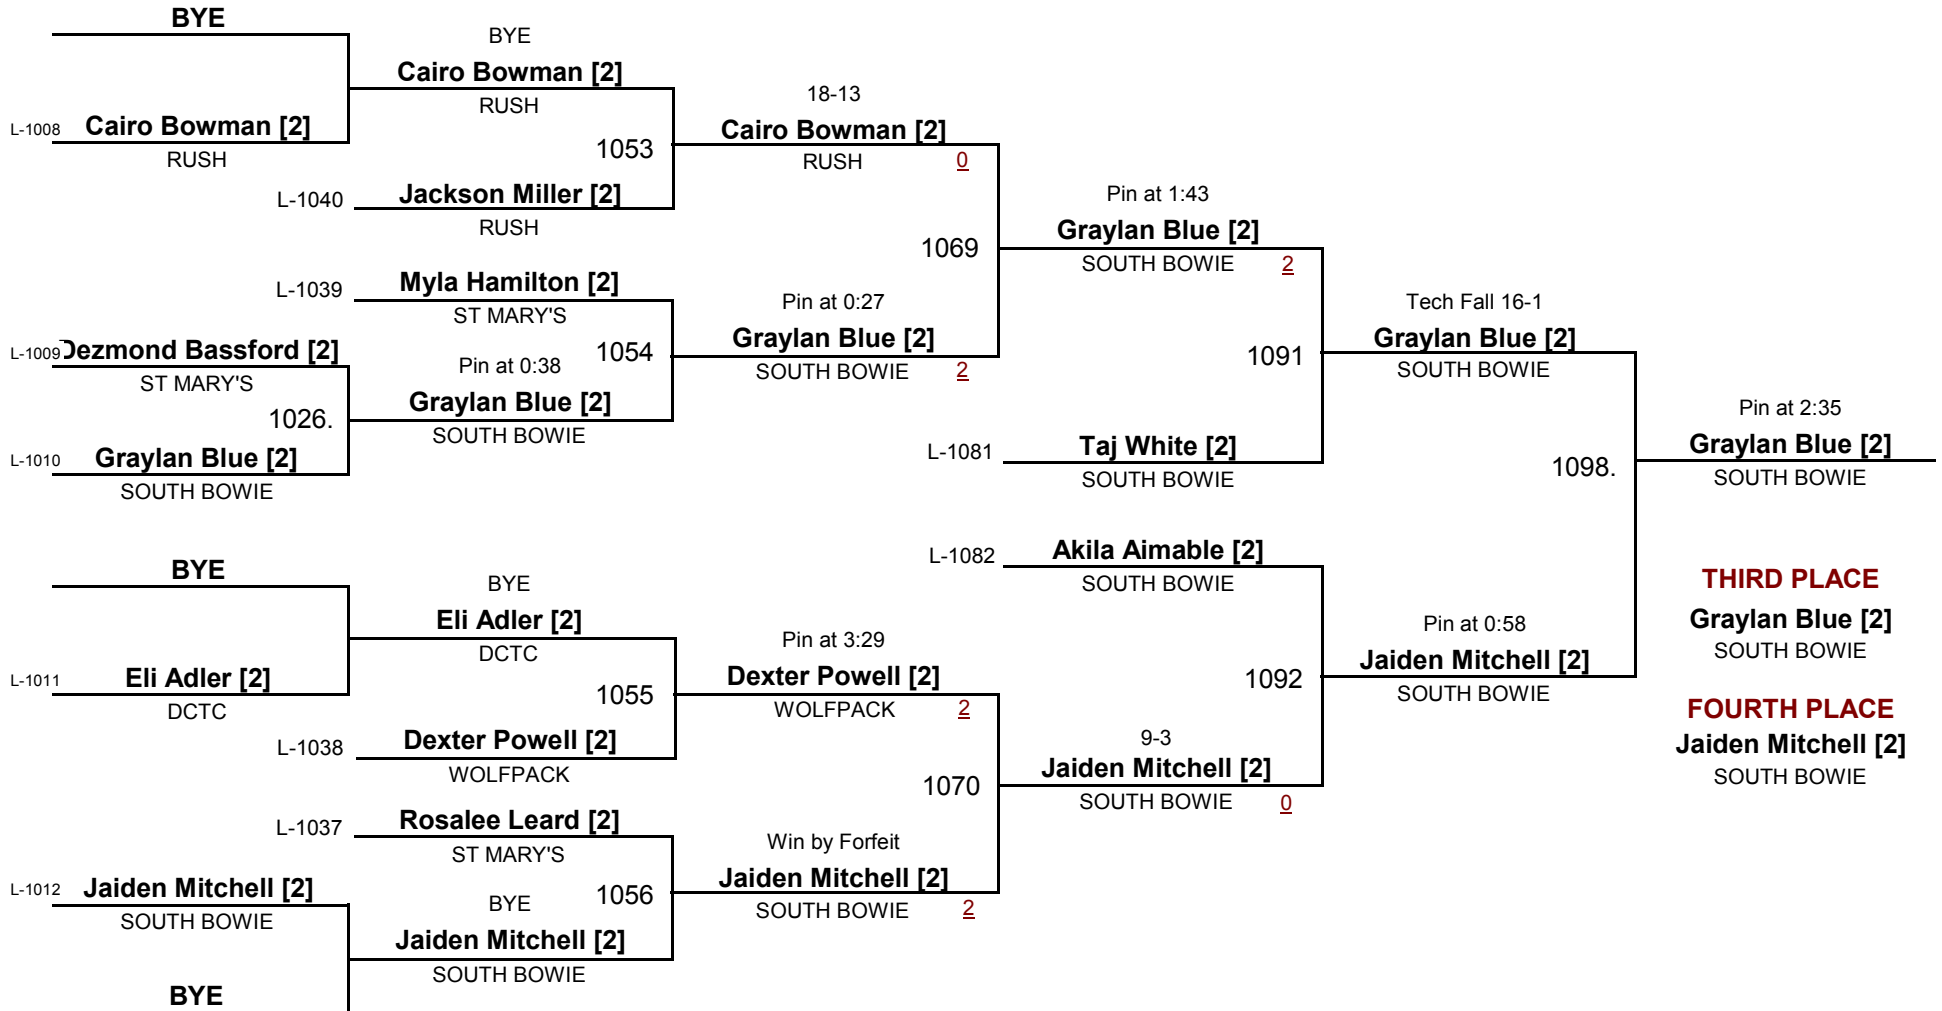 BYE
L-1008 Cairo Bowman [2]
RUSH
BYE
Cairo Bowman [2]
RUSH
1053
L-1040 Jackson Miller [2]
RUSH
18-13
Cairo Bowman [2]
RUSH 0
L-1039 Myla Hamilton [2]
ST MARY'S
L-1009 Dezmond Bassford [2]
ST MARY'S
1026.
L-1010 Graylan Blue [2]
SOUTH BOWIE
Pin at 0:38
Graylan Blue [2]
SOUTH BOWIE
1054
Pin at 0:27
Graylan Blue [2]
SOUTH BOWIE 2
1069
Pin at 1:43
Graylan Blue [2]
SOUTH BOWIE 2
1091
L-1081 Taj White [2]
SOUTH BOWIE
Tech Fall 16-1
Graylan Blue [2]
SOUTH BOWIE
1098.
Pin at 2:35
Graylan Blue [2]
SOUTH BOWIE
BYE
L-1011 Eli Adler [2]
DCTC
BYE
Eli Adler [2]
DCTC
1055
L-1038 Dexter Powell [2]
WOLFPACK
Pin at 3:29
Dexter Powell [2]
WOLFPACK 2
L-1037 Rosalee Leard [2]
ST MARY'S
L-1012 Jaiden Mitchell [2]
SOUTH BOWIE
BYE
BYE
Jaiden Mitchell [2]
SOUTH BOWIE
1056
Win by Forfeit
Jaiden Mitchell [2]
SOUTH BOWIE 2
1070
9-3
Jaiden Mitchell [2]
SOUTH BOWIE 0
L-1082 Akila Aimable [2]
SOUTH BOWIE
1092
Pin at 0:58
Jaiden Mitchell [2]
SOUTH BOWIE
THIRD PLACE
Graylan Blue [2]
SOUTH BOWIE
FOURTH PLACE
Jaiden Mitchell [2]
SOUTH BOWIE